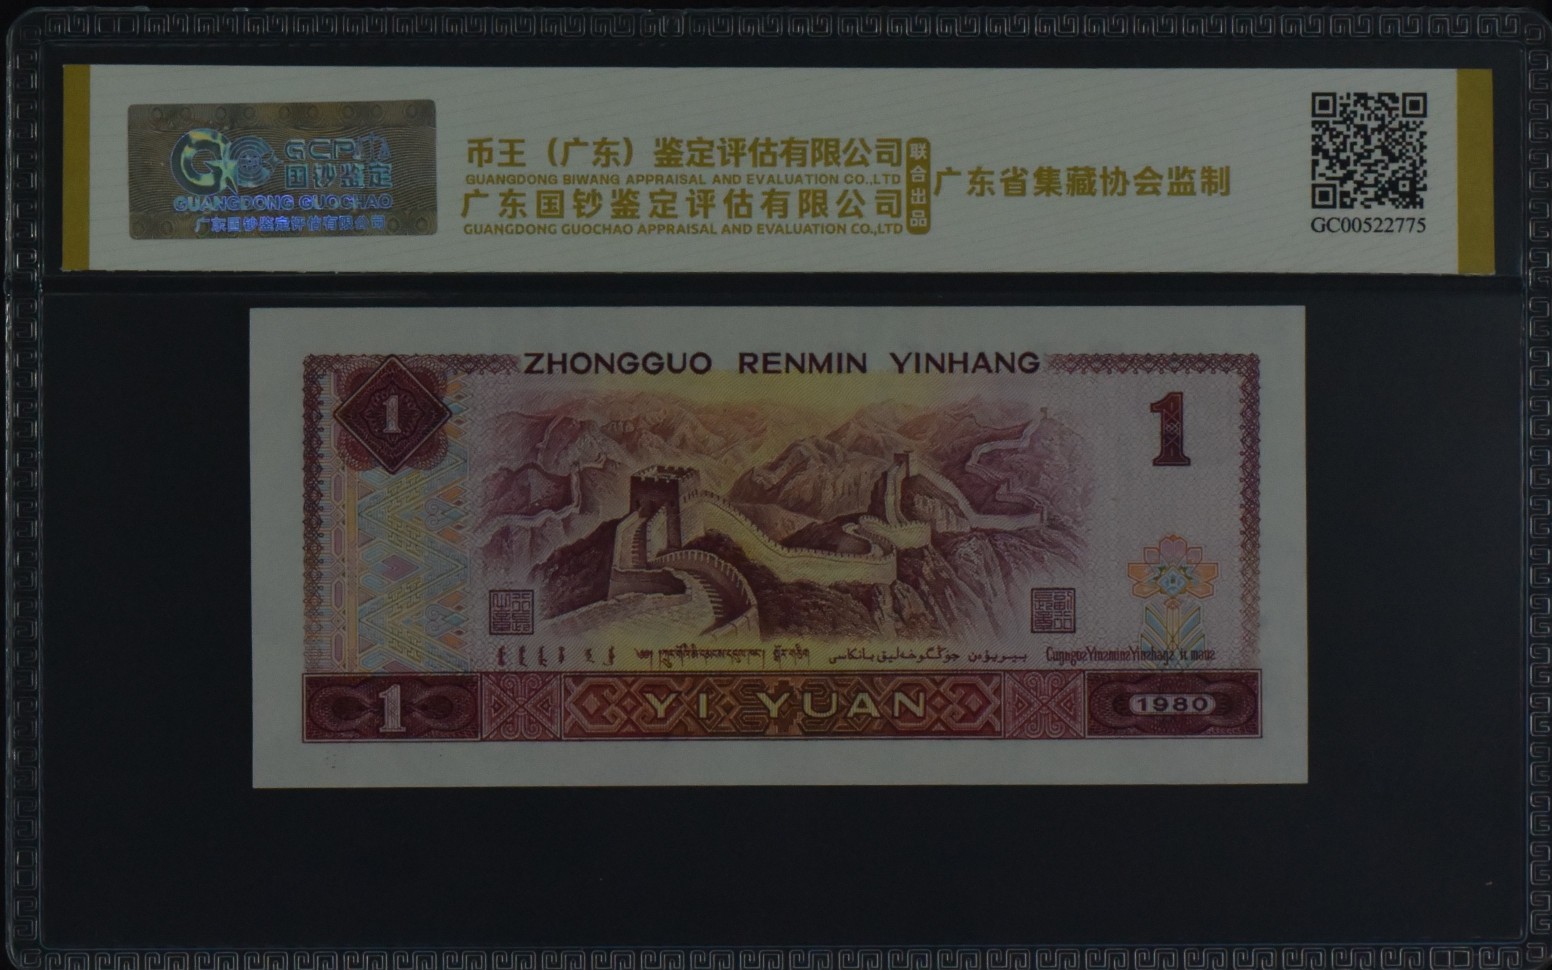 GCP
国钞鉴定
GUANGDONG GUOCHAO
广东国钞鉴定评估有限公司
币王（广东）鉴定评估有限公司
GUANGDONG BIWANG APPRAISAL AND EVALUATION CO.,LTD
广东国钞鉴定评估有限公司
GUANGDONG GUOCHAO APPRAISAL AND EVALUATION CO.,LTD
联合出品
广东省集藏协会监制
GC00522775
ZHONGGUO RENMIN YINHANG
1
1
1
YI YUAN
1980